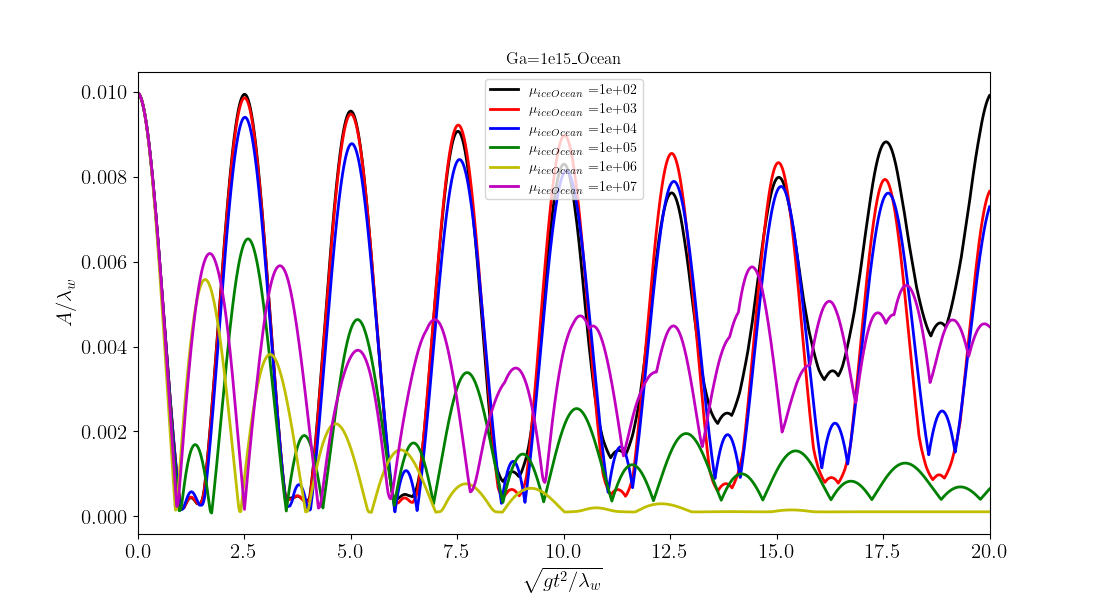 Ga=1e15_Ocean
μ_iceOcean =1e+02
μ_iceOcean =1e+03
μ_iceOcean =1e+04
μ_iceOcean =1e+05
μ_iceOcean =1e+06
μ_iceOcean =1e+07
0.010
0.008
0.006
0.004
0.002
0.000
A/λ_w
0.0 2.5 5.0 7.5 10.0 12.5 15.0 17.5 20.0
√gt²/λ_w